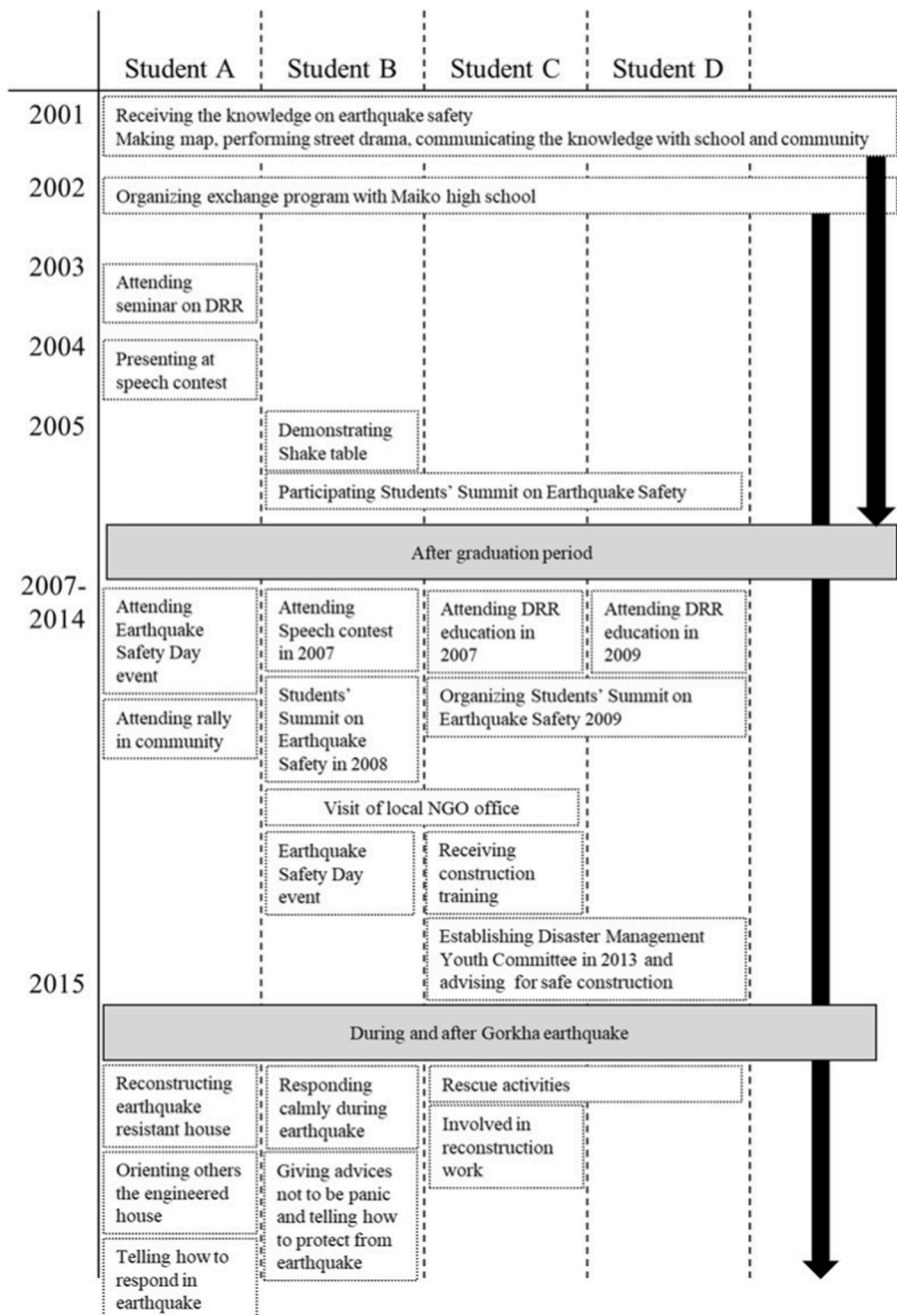 Student A Student B Student C Student D
2001
Receiving the knowledge on earthquake safety
Making map, performing street drama, communicating the knowledge with school and community
2002
Organizing exchange program with Maiko high school
2003
Attending
seminar on DRR
2004
Presenting at
speech contest
2005
Demonstrating
Shake table
Participating Students' Summit on Earthquake Safety
After graduation period
2007-
2014
Attending
Earthquake
Safety Day
event
Attending
Speech contest
in 2007
Attending DRR
education in
2007
Attending DRR
education in
2009
Attending rally
in community
Students'
Summit on
Earthquake
Safety in 2008
Organizing Students' Summit on
Earthquake Safety 2009
Visit of local NGO office
Earthquake
Safety Day
event
Receiving
construction
training
Establishing Disaster Management
Youth Committee in 2013 and
advising for safe construction
2015
During and after Gorkha earthquake
Reconstructing
earthquake
resistant house
Responding
calmly during
earthquake
Rescue activities
Involved in
reconstruction
work
Orienting others
the engineered
house
Giving advices
not to be panic
and telling how
to protect from
earthquake
Telling how to
respond in
earthquake